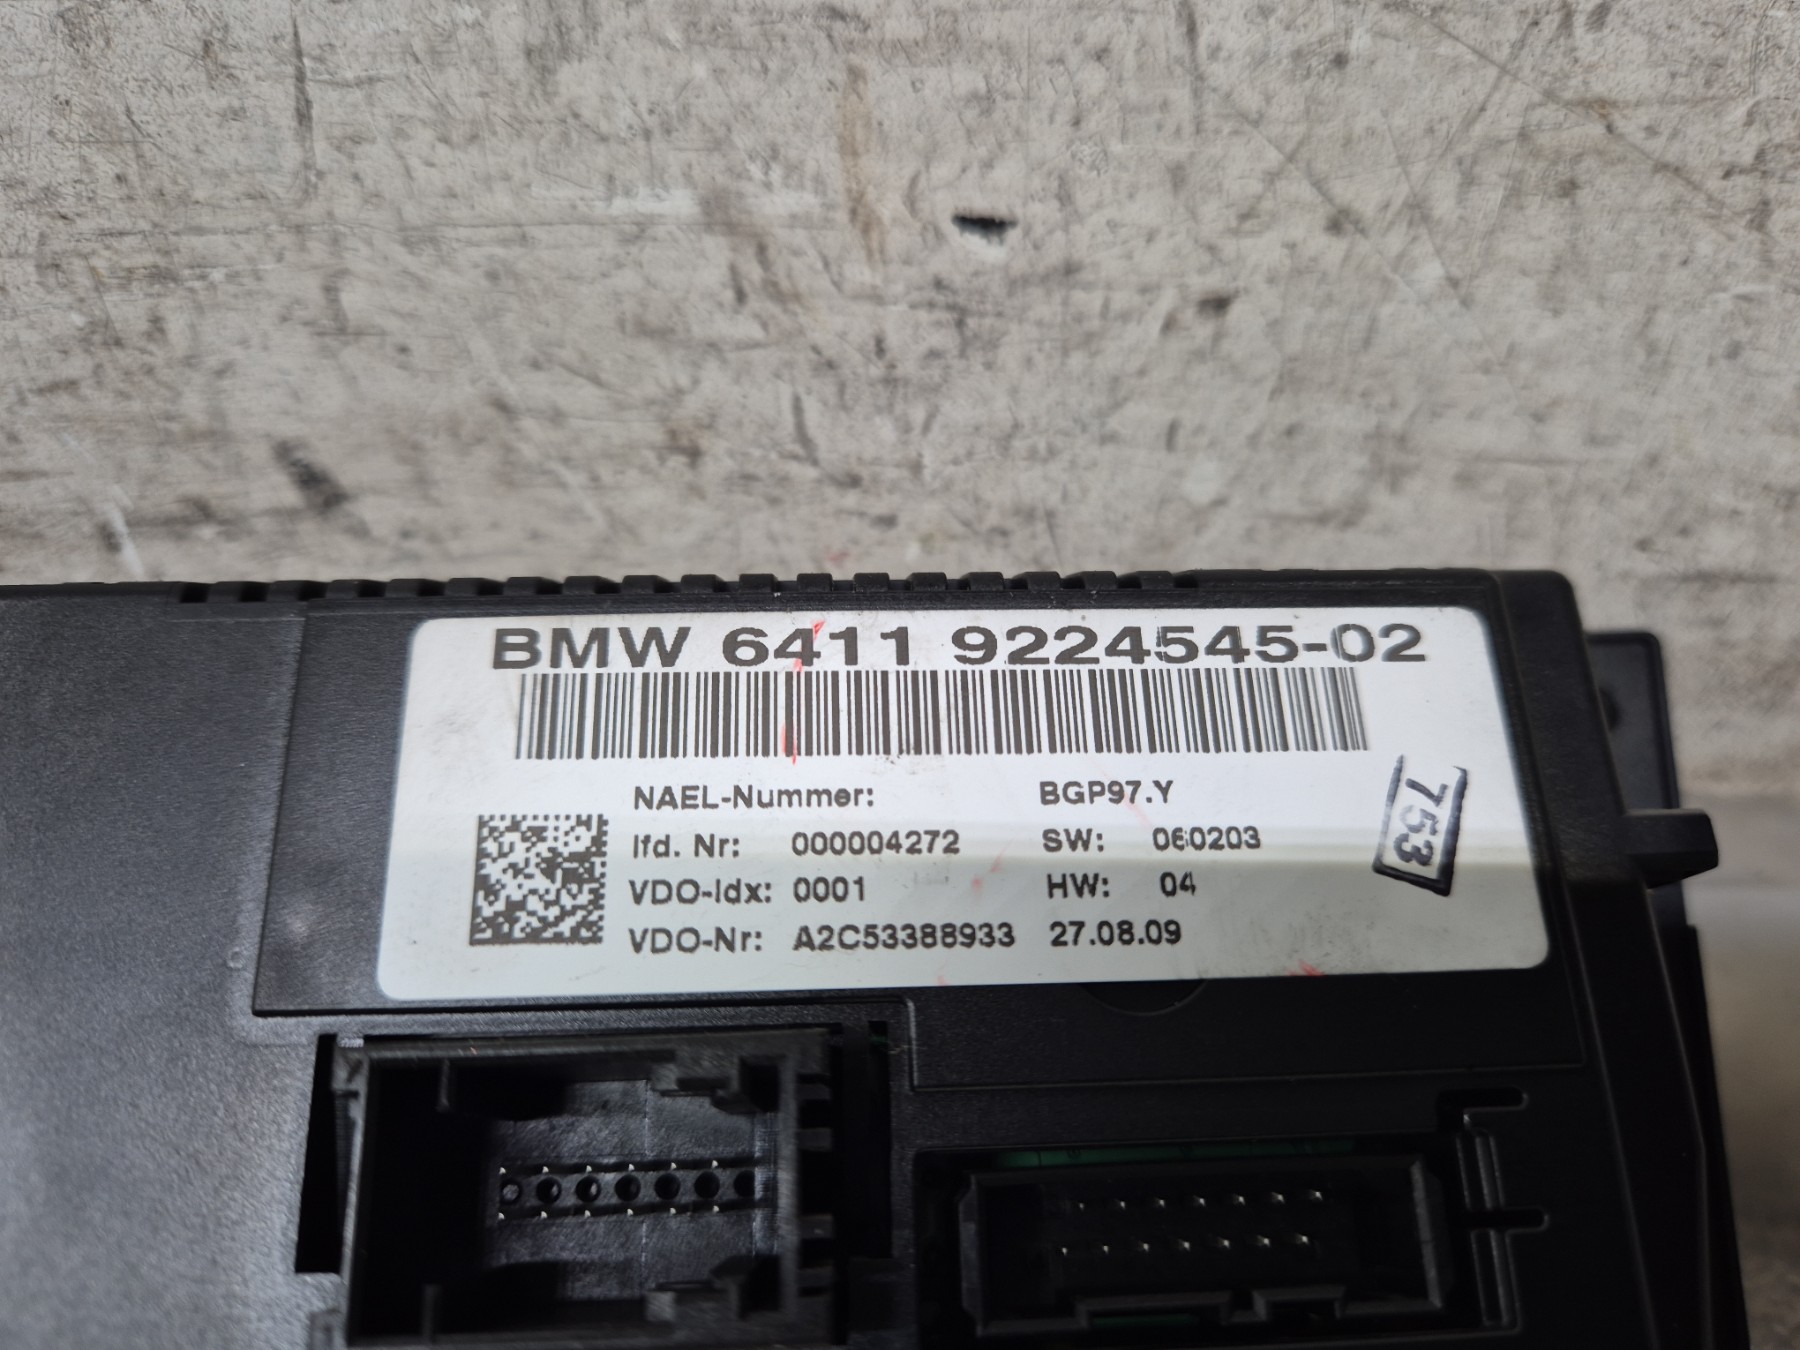 BMW 6411 9224545-02
NAEL-Nummer: BGP97.Y
lfd. Nr: 000004272 SW: 060203
VDO-Idx: 0001 HW: 04
VDO-Nr: A2C53388933 27.08.09
753